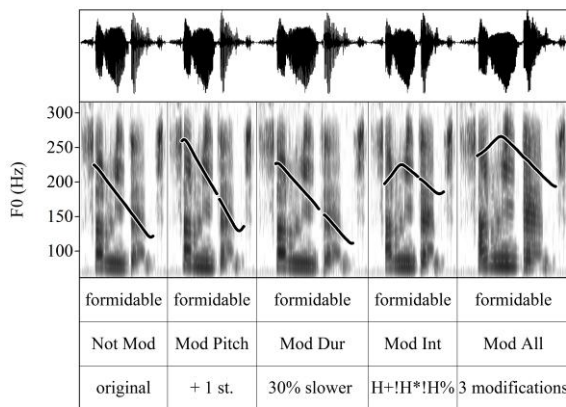 300
250
200
150
100
F0 (Hz)
formidable formidable formidable formidable formidable
Not Mod Mod Pitch Mod Dur Mod Int Mod All
original + 1 st. 30% slower H+!H*!H% 3 modifications